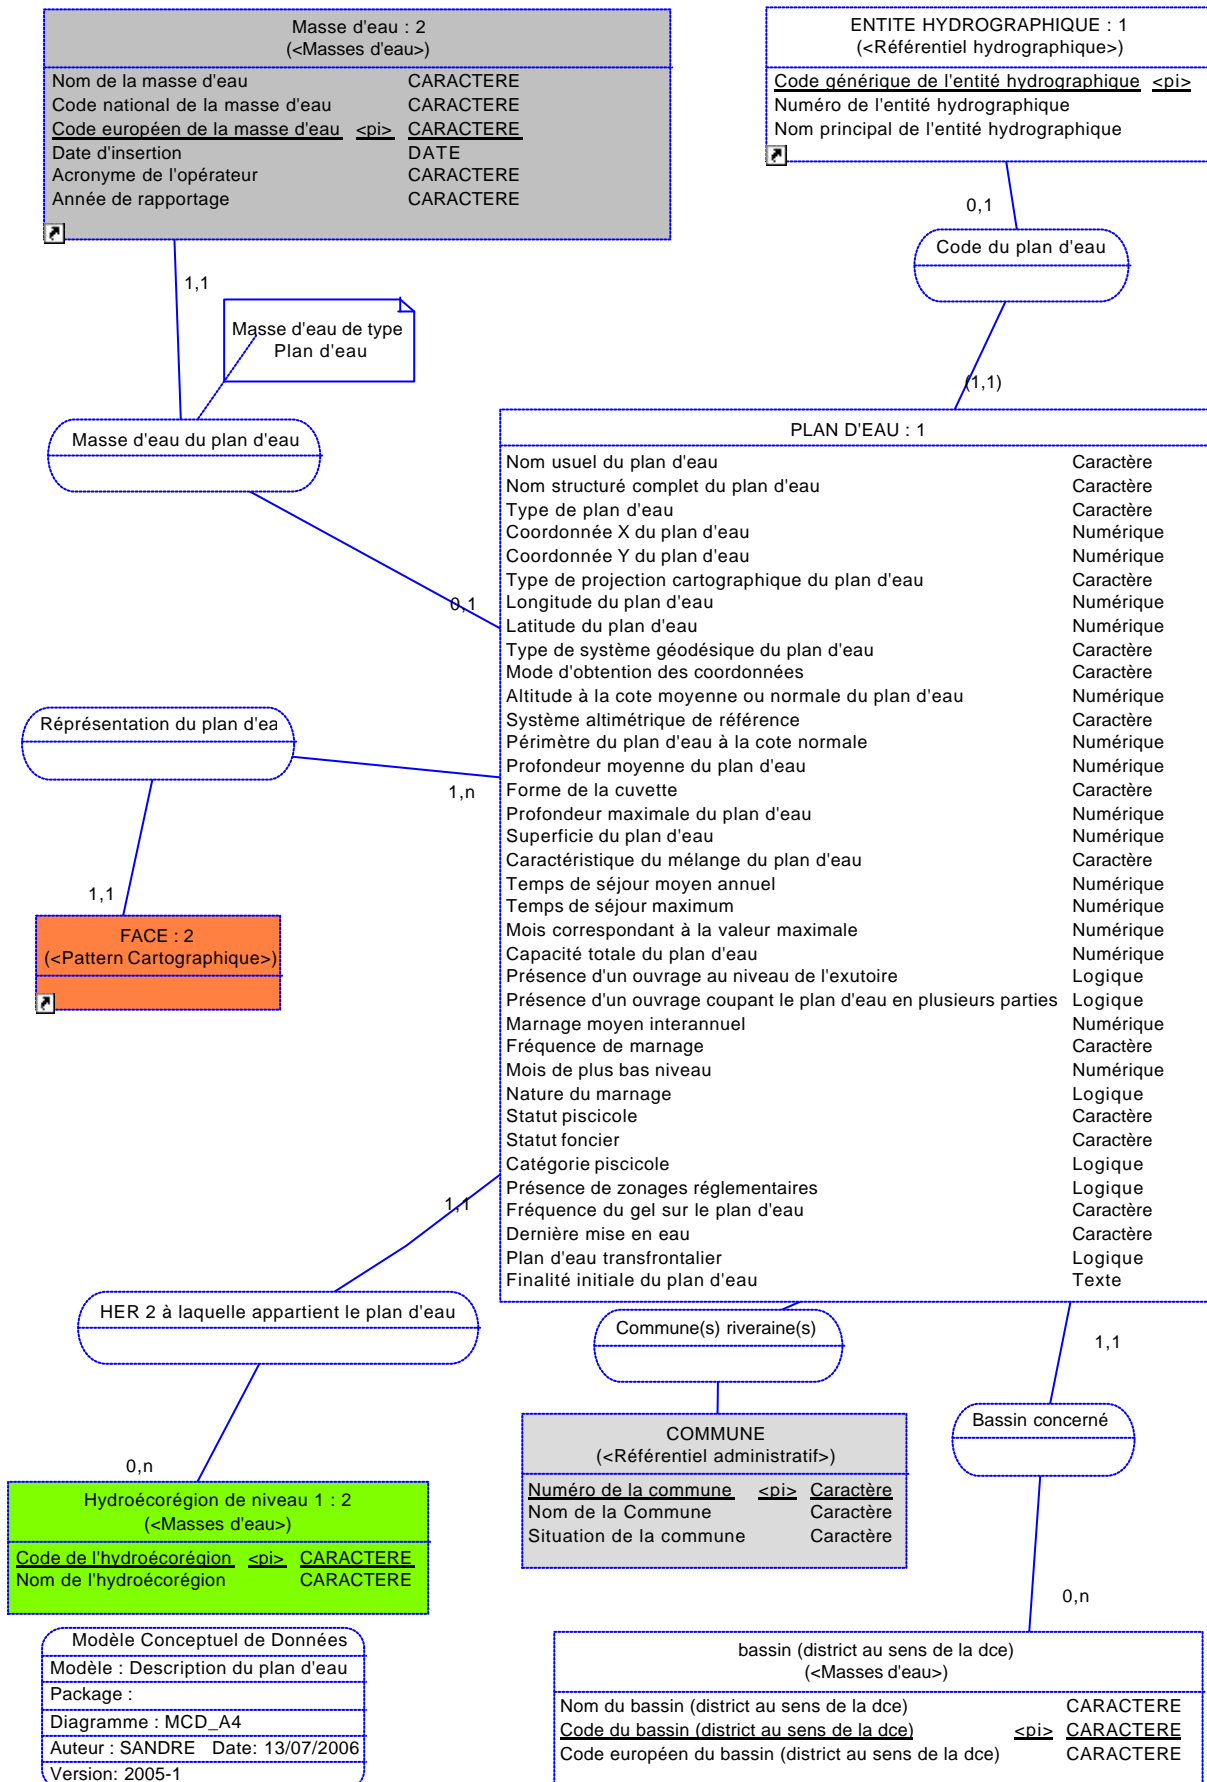 Masse d'eau : 2
(<Masses d'eau>)
Nom de la masse d'eau CARACTERE
Code national de la masse d'eau CARACTERE
Code européen de la masse d'eau <pi> CARACTERE
Date d'insertion DATE
Acronyme de l'opérateur CARACTERE
Année de rapportage CARACTERE
ENTITE HYDROGRAPHIQUE : 1
(<Référentiel hydrographique>)
Code générique de l'entité hydrographique <pi>
Numéro de l'entité hydrographique
Nom principal de l'entité hydrographique
0,1
Code du plan d'eau
(1,1)
1,1
Masse d'eau de type
Plan d'eau
Masse d'eau du plan d'eau
0,1
PLAN D'EAU : 1
Nom usuel du plan d'eau Caractère
Nom structuré complet du plan d'eau Caractère
Type de plan d'eau Caractère
Coordonnée X du plan d'eau Numérique
Coordonnée Y du plan d'eau Numérique
Type de projection cartographique du plan d'eau Caractère
Longitude du plan d'eau Numérique
Latitude du plan d'eau Numérique
Type de système géodésique du plan d'eau Caractère
Mode d'obtention des coordonnées Caractère
Altitude à la cote moyenne ou normale du plan d'eau Numérique
Système altimétrique de référence Caractère
Périmètre du plan d'eau à la cote normale Numérique
Profondeur moyenne du plan d'eau Numérique
Forme de la cuvette Caractère
Profondeur maximale du plan d'eau Numérique
Superficie du plan d'eau Numérique
Caractéristique du mélange du plan d'eau Caractère
Temps de séjour moyen annuel Numérique
Temps de séjour maximum Numérique
Mois correspondant à la valeur maximale Numérique
Capacité totale du plan d'eau Numérique
Présence d'un ouvrage au niveau de l'exutoire Logique
Présence d'un ouvrage coupant le plan d'eau en plusieurs parties Logique
Marnage moyen interannuel Numérique
Fréquence de marnage Caractère
Mois de plus bas niveau Numérique
Nature du marnage Logique
Statut piscicole Caractère
Statut foncier Caractère
Catégorie piscicole Logique
Présence de zonages réglementaires Logique
Fréquence du gel sur le plan d'eau Caractère
Dernière mise en eau Caractère
Plan d'eau transfrontalier Logique
Finalité initiale du plan d'eau Texte
Réprésentation du plan d'ea
1,n
1,1
FACE : 2
(<Pattern Cartographique>)
1,1
HER 2 à laquelle appartient le plan d'eau
0,n
Hydroécorégion de niveau 1 : 2
(<Masses d'eau>)
Code de l'hydroécorégion <pi> CARACTERE
Nom de l'hydroécorégion CARACTERE
Commune(s) riveraine(s)
COMMUNE
(<Référentiel administratif>)
Numéro de la commune <pi> Caractère
Nom de la Commune Caractère
Situation de la commune Caractère
1,1
Bassin concerné
0,n
bassin (district au sens de la dce)
(<Masses d'eau>)
Nom du bassin (district au sens de la dce) CARACTERE
Code du bassin (district au sens de la dce) <pi> CARACTERE
Code européen du bassin (district au sens de la dce) CARACTERE
Modèle Conceptuel de Données
Modèle : Description du plan d'eau
Package :
Diagramme : MCD_A4
Auteur : SANDRE Date: 13/07/2006
Version: 2005-1